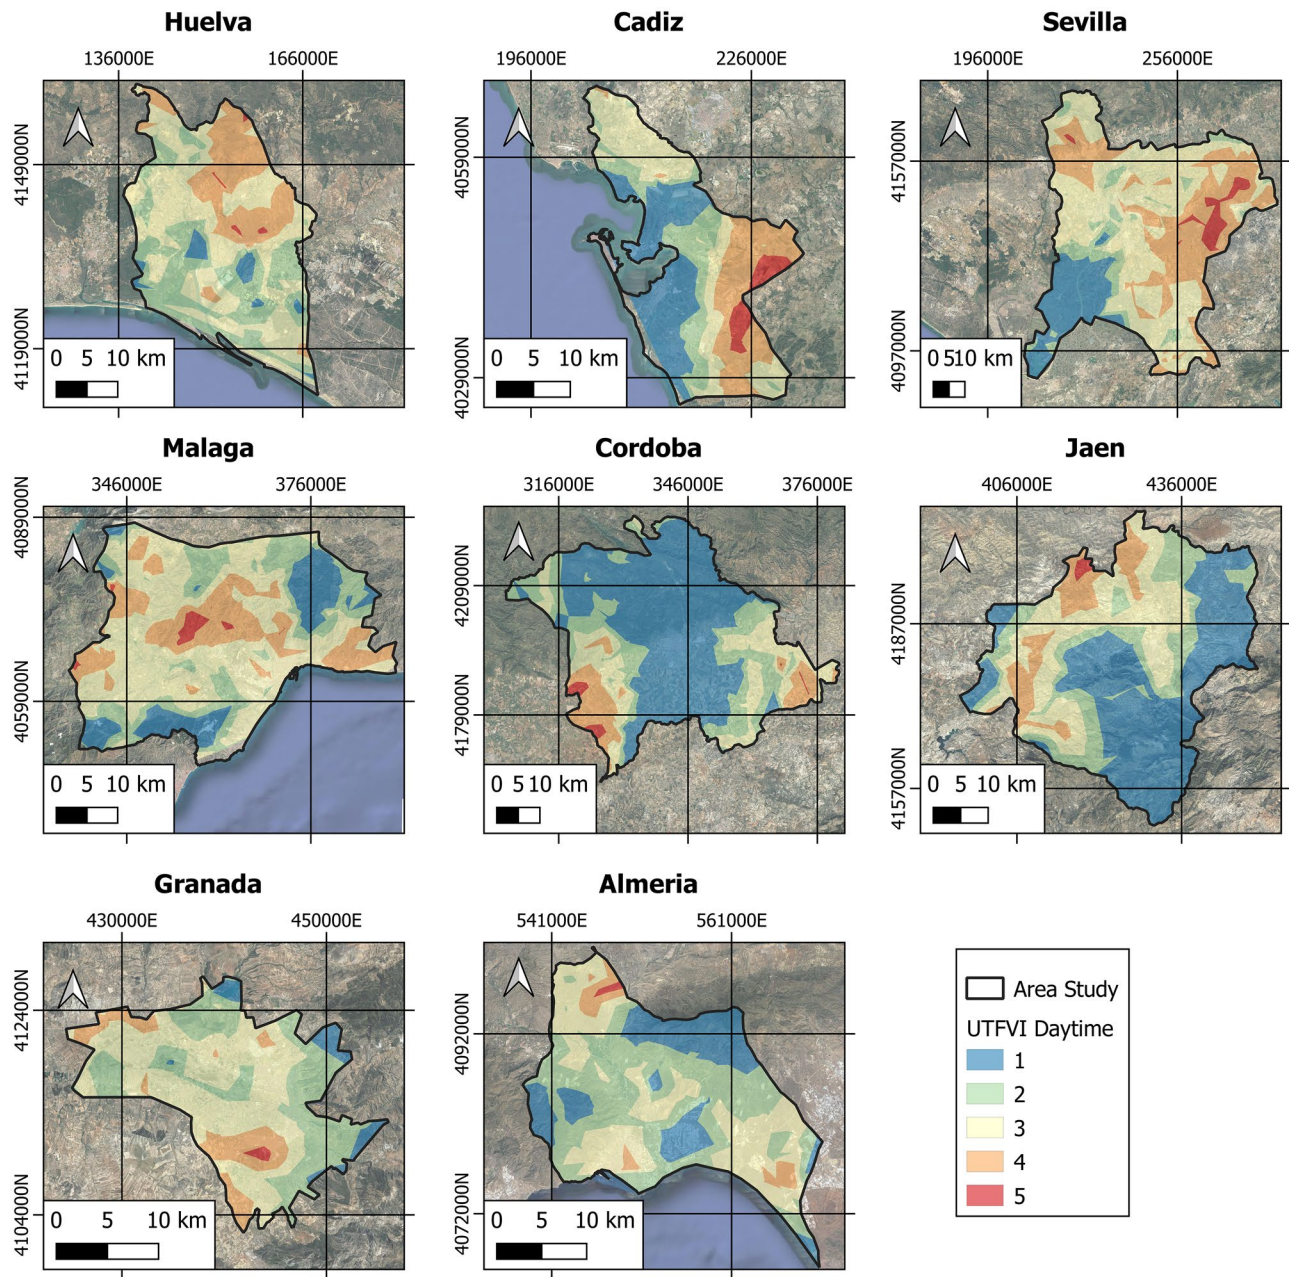 Huelva
136000E 166000E
4149000N
4119000N
0 5 10 km
Cadiz
196000E 226000E
4059000N
4029000N
0 5 10 km
Sevilla
196000E 256000E
4157000N
4097000N
0 510 km
Malaga
346000E 376000E
4089000N
4059000N
0 5 10 km
Cordoba
316000E 346000E 376000E
4209000N
4179000N
0 5 10 km
Jaen
406000E 436000E
4187000N
4157000N
0 5 10 km
Granada
430000E 450000E
4124000N
4104000N
0 5 10 km
Almeria
541000E 561000E
4092000N
4072000N
0 5 10 km
Area Study
UTFVI Daytime
1
2
3
4
5